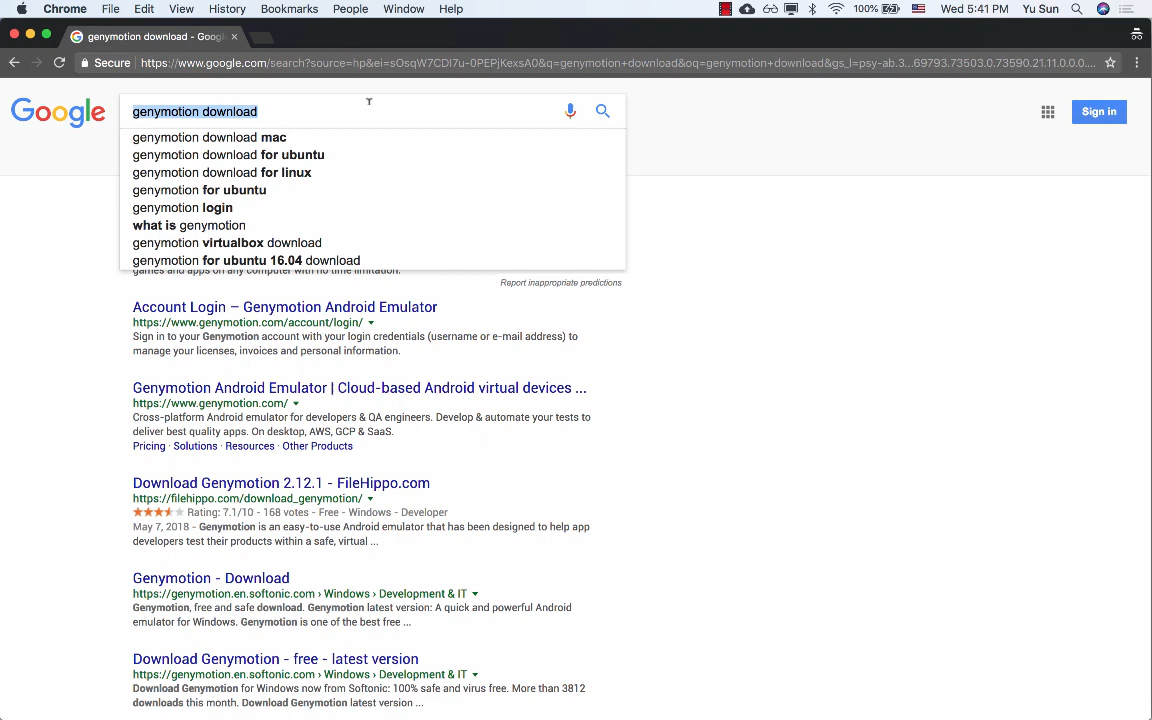 Chrome File Edit View History Bookmarks People Window Help 100% Wed 5:41 PM Yu Sun
genymotion download - Googl
Secure https://www.google.com/search?source=hp&ei=sOsqW7CDI7u-0PEPjKexsA0&q=genymotion+download&oq=genymotion+download&gs_l=psy-ab.3...69793.73503.0.73590.21.11.0.0.0....
Google genymotion download Sign in
genymotion download mac
genymotion download for ubuntu
genymotion download for linux
genymotion for ubuntu
genymotion login
what is genymotion
genymotion virtualbox download
genymotion for ubuntu 16.04 download
games and apps on any computer with no time limitation.
Report inappropriate predictions
Account Login – Genymotion Android Emulator
https://www.genymotion.com/account/login/
Sign in to your Genymotion account with your login credentials (username or e-mail address) to
manage your licenses, invoices and personal information.
Genymotion Android Emulator | Cloud-based Android virtual devices ...
https://www.genymotion.com/
Cross-platform Android emulator for developers & QA engineers. Develop & automate your tests to
deliver best quality apps. On desktop, AWS, GCP & SaaS.
Pricing · Solutions · Resources · Other Products
Download Genymotion 2.12.1 - FileHippo.com
https://filehippo.com/download_genymotion/
Rating: 7.1/10 - 168 votes - Free - Windows - Developer
May 7, 2018 - Genymotion is an easy-to-use Android emulator that has been designed to help app
developers test their products within a safe, virtual ...
Genymotion - Download
https://genymotion.en.softonic.com › Windows › Development & IT
Genymotion, free and safe download. Genymotion latest version: A quick and powerful Android
emulator for Windows. Genymotion is one of the best free ...
Download Genymotion - free - latest version
https://genymotion.en.softonic.com › Windows › Development & IT
Download Genymotion for Windows now from Softonic: 100% safe and virus free. More than 3812
downloads this month. Download Genymotion latest version ...